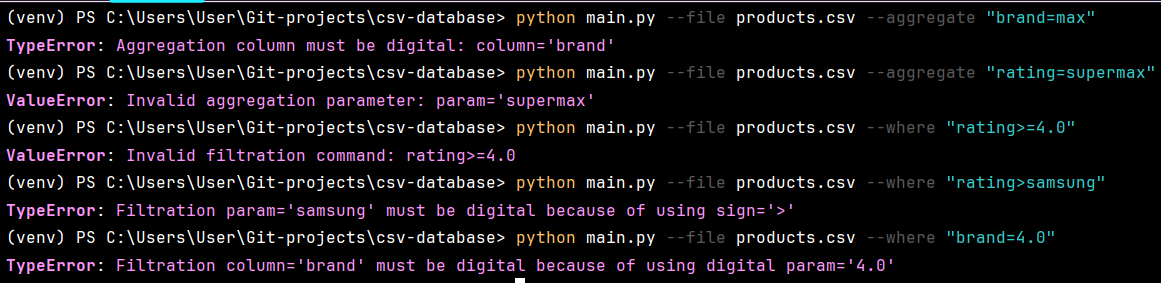 (venv) PS C:\Users\User\Git-projects\csv-database> python main.py --file products.csv --aggregate "brand=max"
TypeError: Aggregation column must be digital: column='brand'
(venv) PS C:\Users\User\Git-projects\csv-database> python main.py --file products.csv --aggregate "rating=supermax"
ValueError: Invalid aggregation parameter: param='supermax'
(venv) PS C:\Users\User\Git-projects\csv-database> python main.py --file products.csv --where "rating>=4.0"
ValueError: Invalid filtration command: rating>=4.0
(venv) PS C:\Users\User\Git-projects\csv-database> python main.py --file products.csv --where "rating>samsung"
TypeError: Filtration param='samsung' must be digital because of using sign='>'
(venv) PS C:\Users\User\Git-projects\csv-database> python main.py --file products.csv --where "brand=4.0"
TypeError: Filtration column='brand' must be digital because of using digital param='4.0'